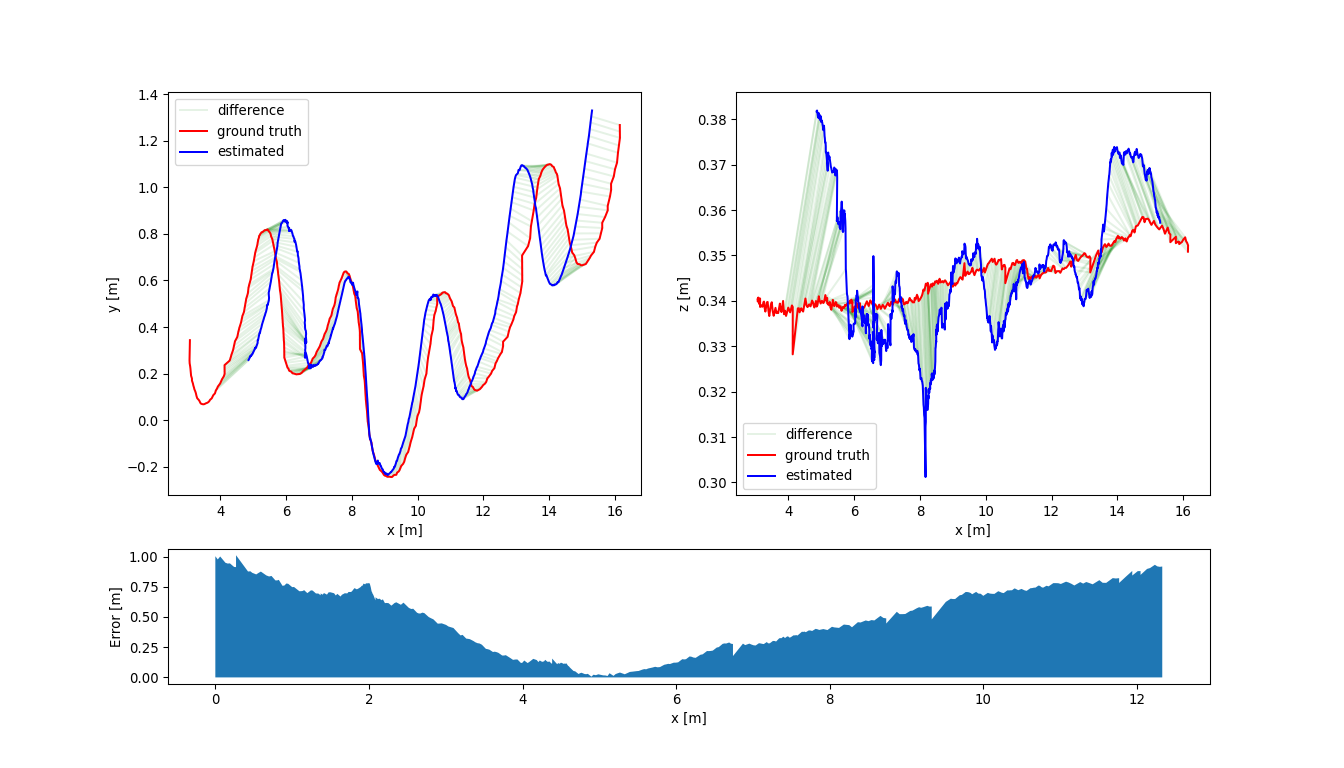 1.4
1.2
1.0
0.8
0.6
0.4
0.2
0.0
−0.2
y [m]
difference
ground truth
estimated
4 6 8 10 12 14 16
x [m]
0.38
0.37
0.36
0.35
0.34
0.33
0.32
0.31
0.30
z [m]
difference
ground truth
estimated
4 6 8 10 12 14 16
x [m]
1.00
0.75
0.50
0.25
0.00
Error [m]
0 2 4 6 8 10 12
x [m]